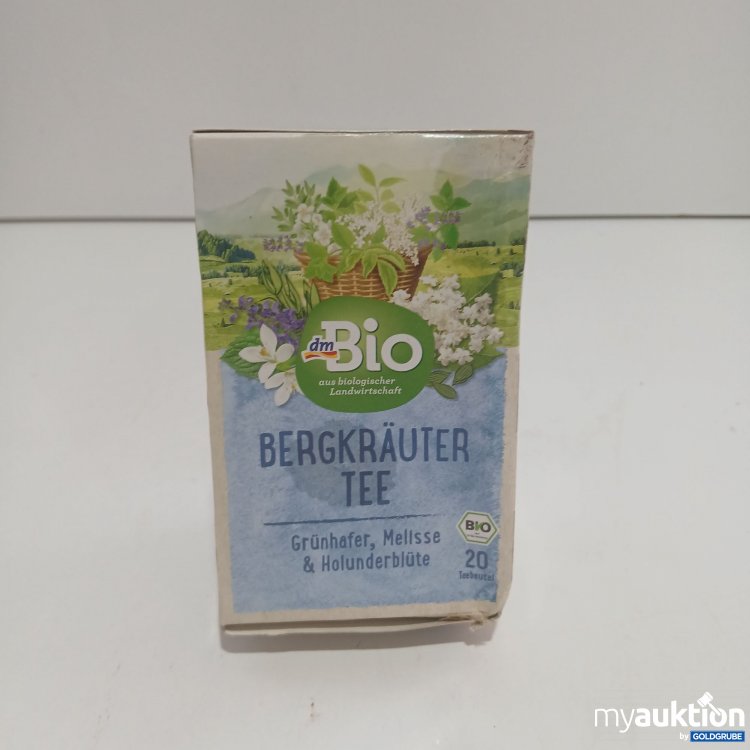 dm Bio
aus biologischer
Landwirtschaft
BERGKRÄUTER
TEE
Grünhafer, Melisse
& Holunderblüte
BIO
20
Teebeutel
myauktion
by GOLDGRUBE